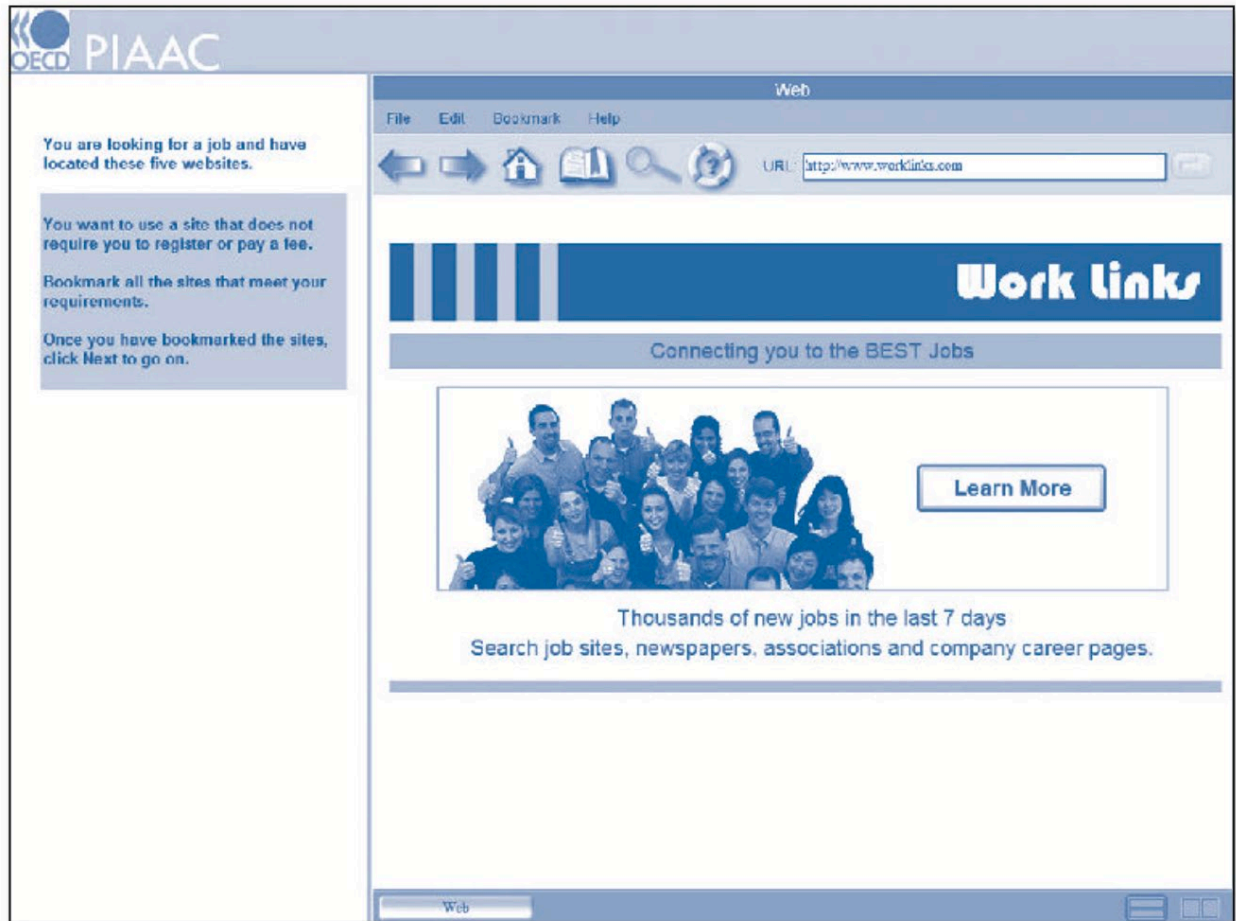 OECD PIAAC
You are looking for a job and have
located these five websites.
You want to use a site that does not
require you to register or pay a fee.
Bookmark all the sites that meet your
requirements.
Once you have bookmarked the sites,
click Next to go on.
Web
File Edit Bookmark Help
URL: http://www.worklinks.com
Work Links
Connecting you to the BEST Jobs
Learn More
Thousands of new jobs in the last 7 days
Search job sites, newspapers, associations and company career pages.
Web